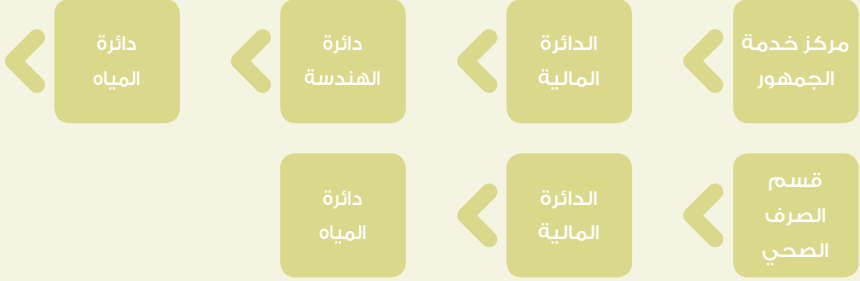 مركز خدمة
الجمهور
الدائرة
المالية
دائرة
الهندسة
دائرة
المياه
قسم
الصرف
الصحي
الدائرة
المالية
دائرة
المياه